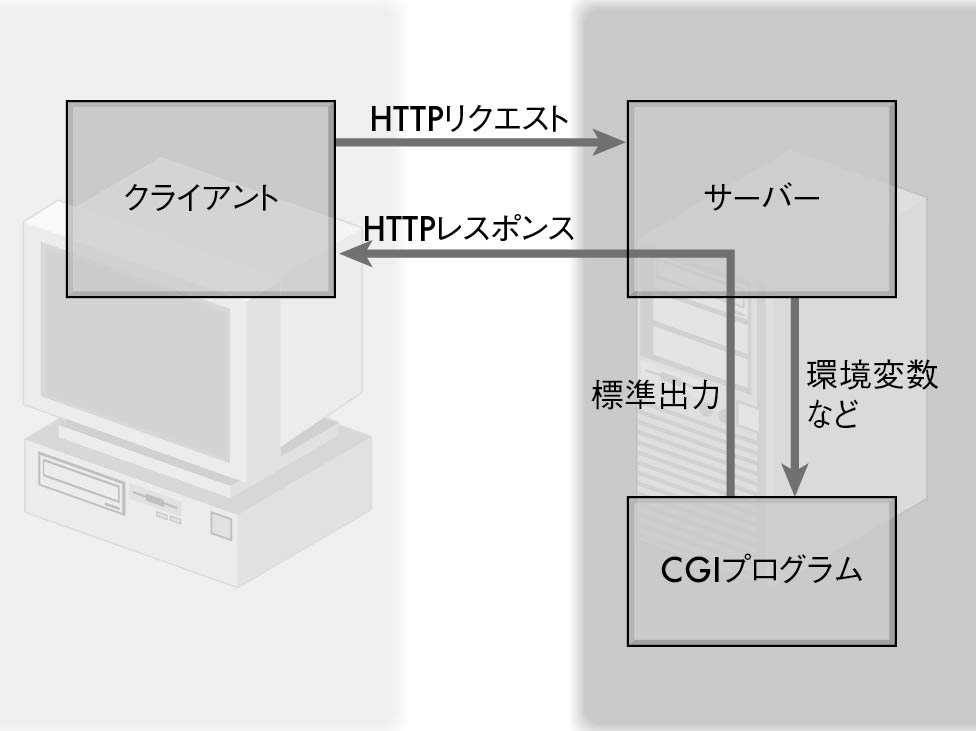 HTTPリクエスト
クライアント
サーバー
HTTPレスポンス
標準出力
環境変数
など
CGIプログラム